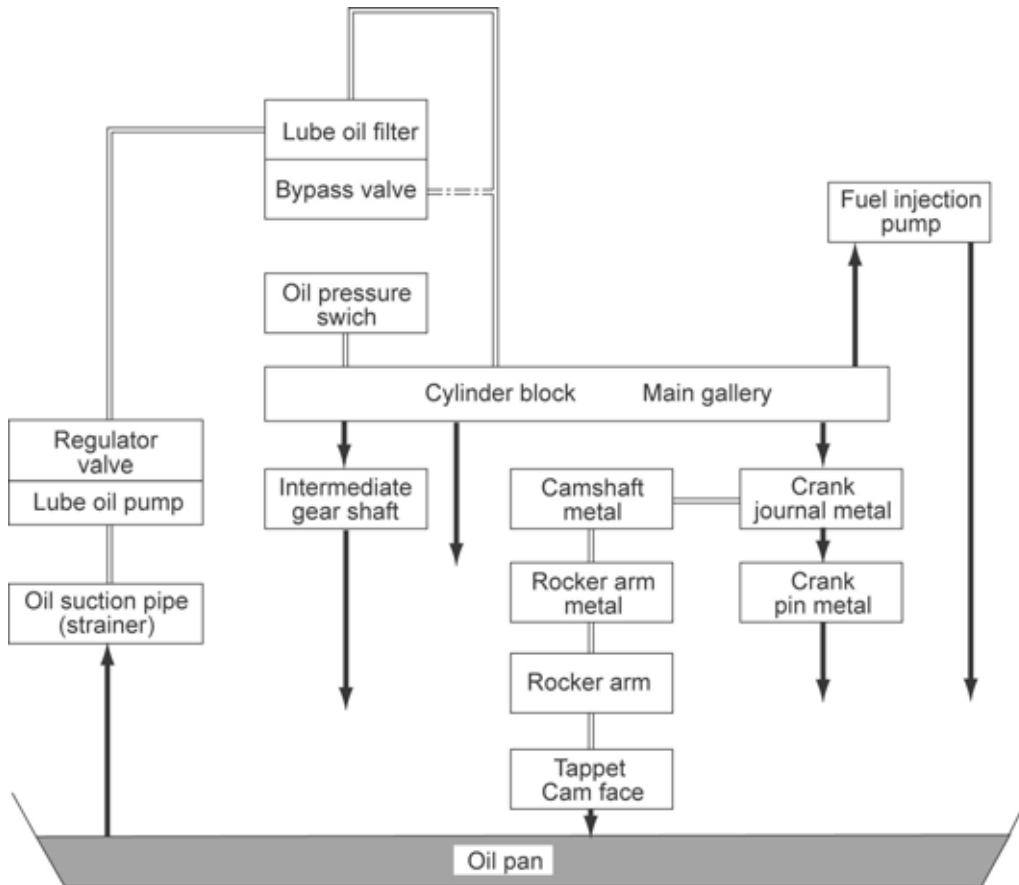 Lube oil filter
Bypass valve
Fuel injection
pump
Oil pressure
swich
Cylinder block Main gallery
Regulator
valve
Lube oil pump
Intermediate
gear shaft
Camshaft
metal
Crank
journal metal
Oil suction pipe
(strainer)
Rocker arm
metal
Crank
pin metal
Rocker arm
Tappet
Cam face
Oil pan